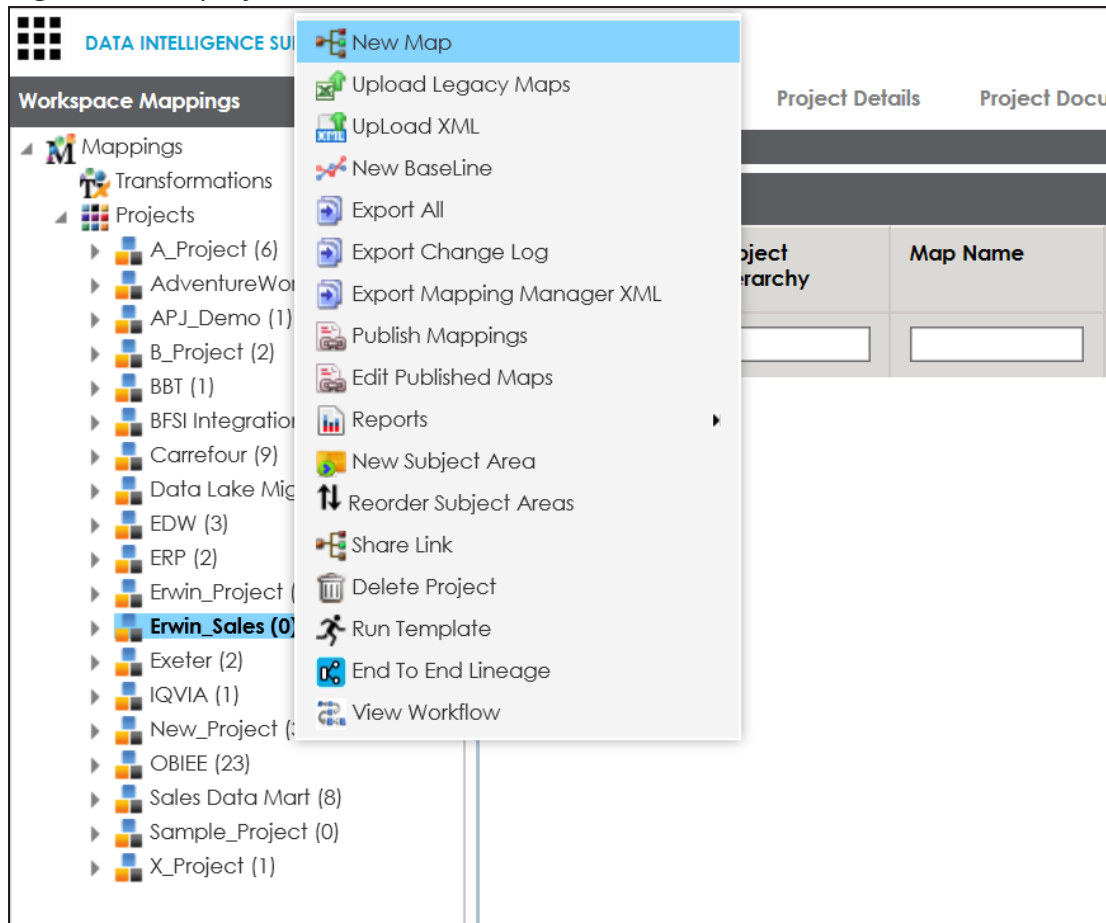 DATA INTELLIGENCE SUI
Workspace Mappings
Project Details
Project Docu
Mappings
Transformations
Projects
A_Project (6)
AdventureWor
APJ_Demo (1)
B_Project (2)
BBT (1)
BFSI Integration
Carrefour (9)
Data Lake Mig
EDW (3)
ERP (2)
Erwin_Project (
Erwin_Sales (0)
Exeter (2)
IQVIA (1)
New_Project (3
OBIEE (23)
Sales Data Mart (8)
Sample_Project (0)
X_Project (1)
New Map
Upload Legacy Maps
UpLoad XML
New BaseLine
Export All
Export Change Log
Export Mapping Manager XML
Publish Mappings
Edit Published Maps
Reports
New Subject Area
Reorder Subject Areas
Share Link
Delete Project
Run Template
End To End Lineage
View Workflow
oject
erarchy
Map Name